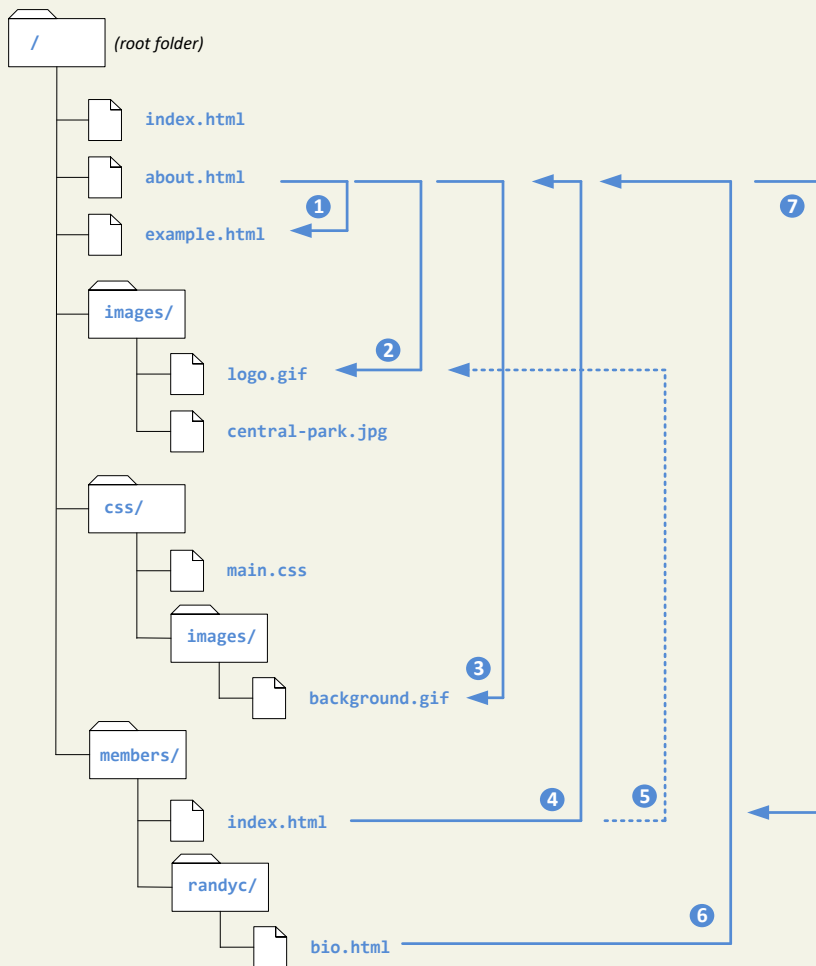 / (root folder)
index.html
about.html
1
7
example.html
images/
2
logo.gif
central-park.jpg
css/
main.css
images/
3
background.gif
members/
4
5
index.html
randyc/
6
bio.html